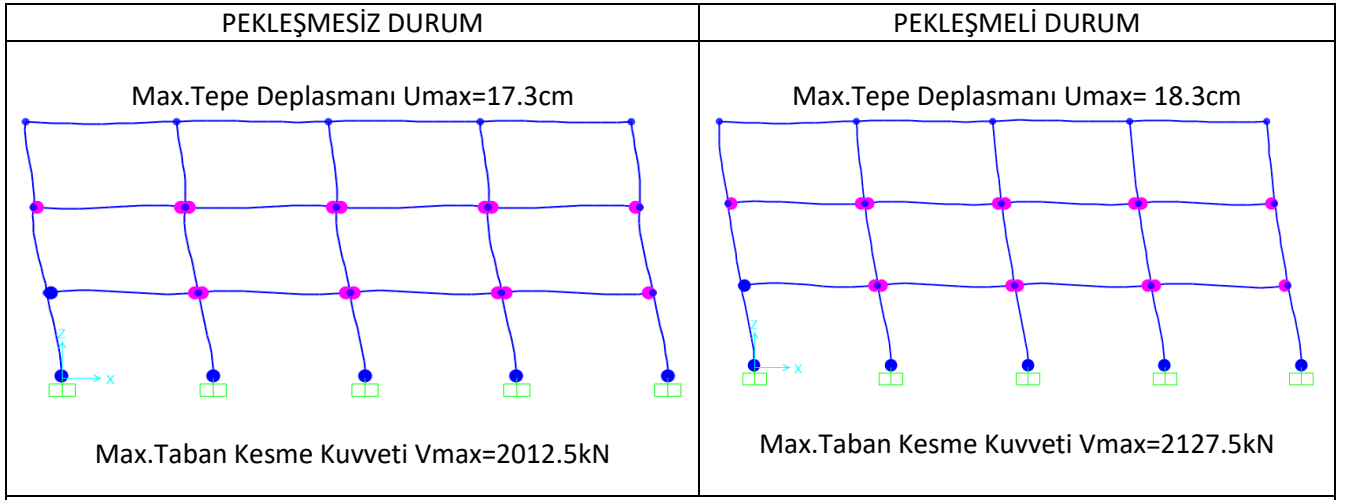 PEKLEŞMESİZ DURUM
PEKLEŞMELİ DURUM
Max.Tepe Deplasmanı Umax=17.3cm
Max.Tepe Deplasmanı Umax= 18.3cm
Z
X
Z
X
Max.Taban Kesme Kuvveti Vmax=2012.5kN
Max.Taban Kesme Kuvveti Vmax=2127.5kN